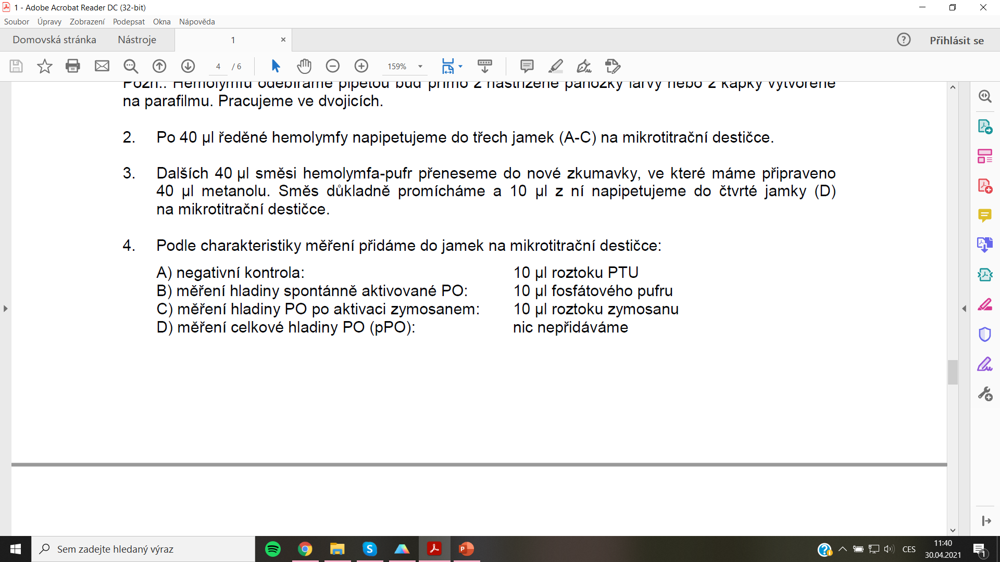 1 - Adobe Acrobat Reader DC (32-bit)
Soubor Úpravy Zobrazení Podepsat Okna Nápověda
Domovská stránka Nástroje 1 Přihlásit se
4 / 6 159%
Pozn.: Hemolymfu odebíráme pipetou buď přímo z nastřižené panožky larvy nebo z kapky vytvořené
na parafilmu. Pracujeme ve dvojicích.
2. Po 40 µl ředěné hemolymfy napipetujeme do třech jamek (A-C) na mikrotitrační destičce.
3. Dalších 40 µl směsi hemolymfa-pufr přeneseme do nové zkumavky, ve které máme připraveno
40 µl metanolu. Směs důkladně promícháme a 10 µl z ní napipetujeme do čtvrté jamky (D)
na mikrotitrační destičce.
4. Podle charakteristiky měření přidáme do jamek na mikrotitrační destičce:
A) negativní kontrola: 10 µl roztoku PTU
B) měření hladiny spontánně aktivované PO: 10 µl fosfátového pufru
C) měření hladiny PO po aktivaci zymosanem: 10 µl roztoku zymosanu
D) měření celkové hladiny PO (pPO): nic nepřidáváme
Sem zadejte hledaný výraz
CES
11:40
30.04.2021
1